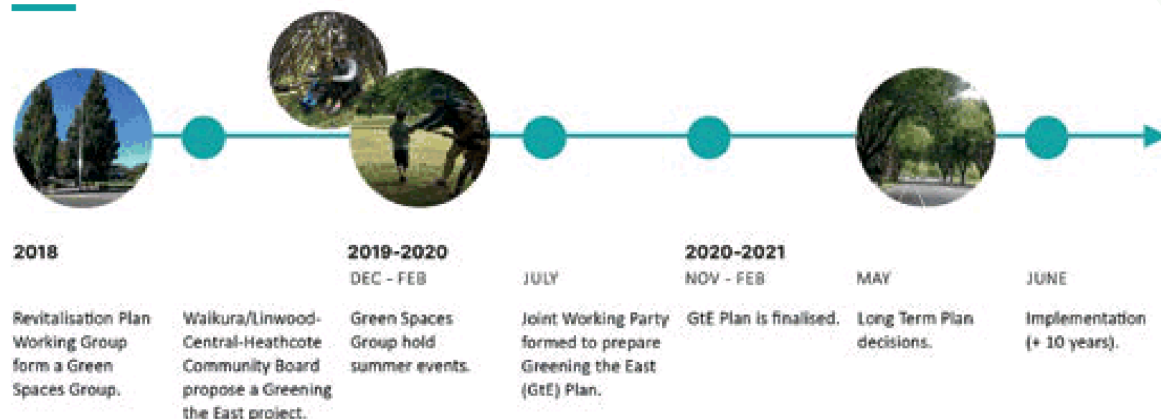 2018
Revitalisation Plan
Working Group
form a Green
Spaces Group.
Waikura/Linwood-
Central-Heathcote
Community Board
propose a Greening
the East project.
2019-2020
DEC - FEB
Green Spaces
Group hold
summer events.
JULY
Joint Working Party
formed to prepare
Greening the East
(GtE) Plan.
2020-2021
NOV - FEB
GtE Plan is finalised.
MAY
Long Term Plan
decisions.
JUNE
Implementation
(+ 10 years).